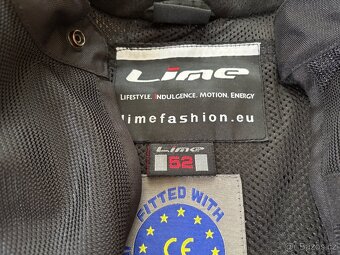 Lime
LIFESTYLE. INDULGENCE. MOTION. ENERGY
limefashion.eu
Lime
52
FITTED WITH
CE